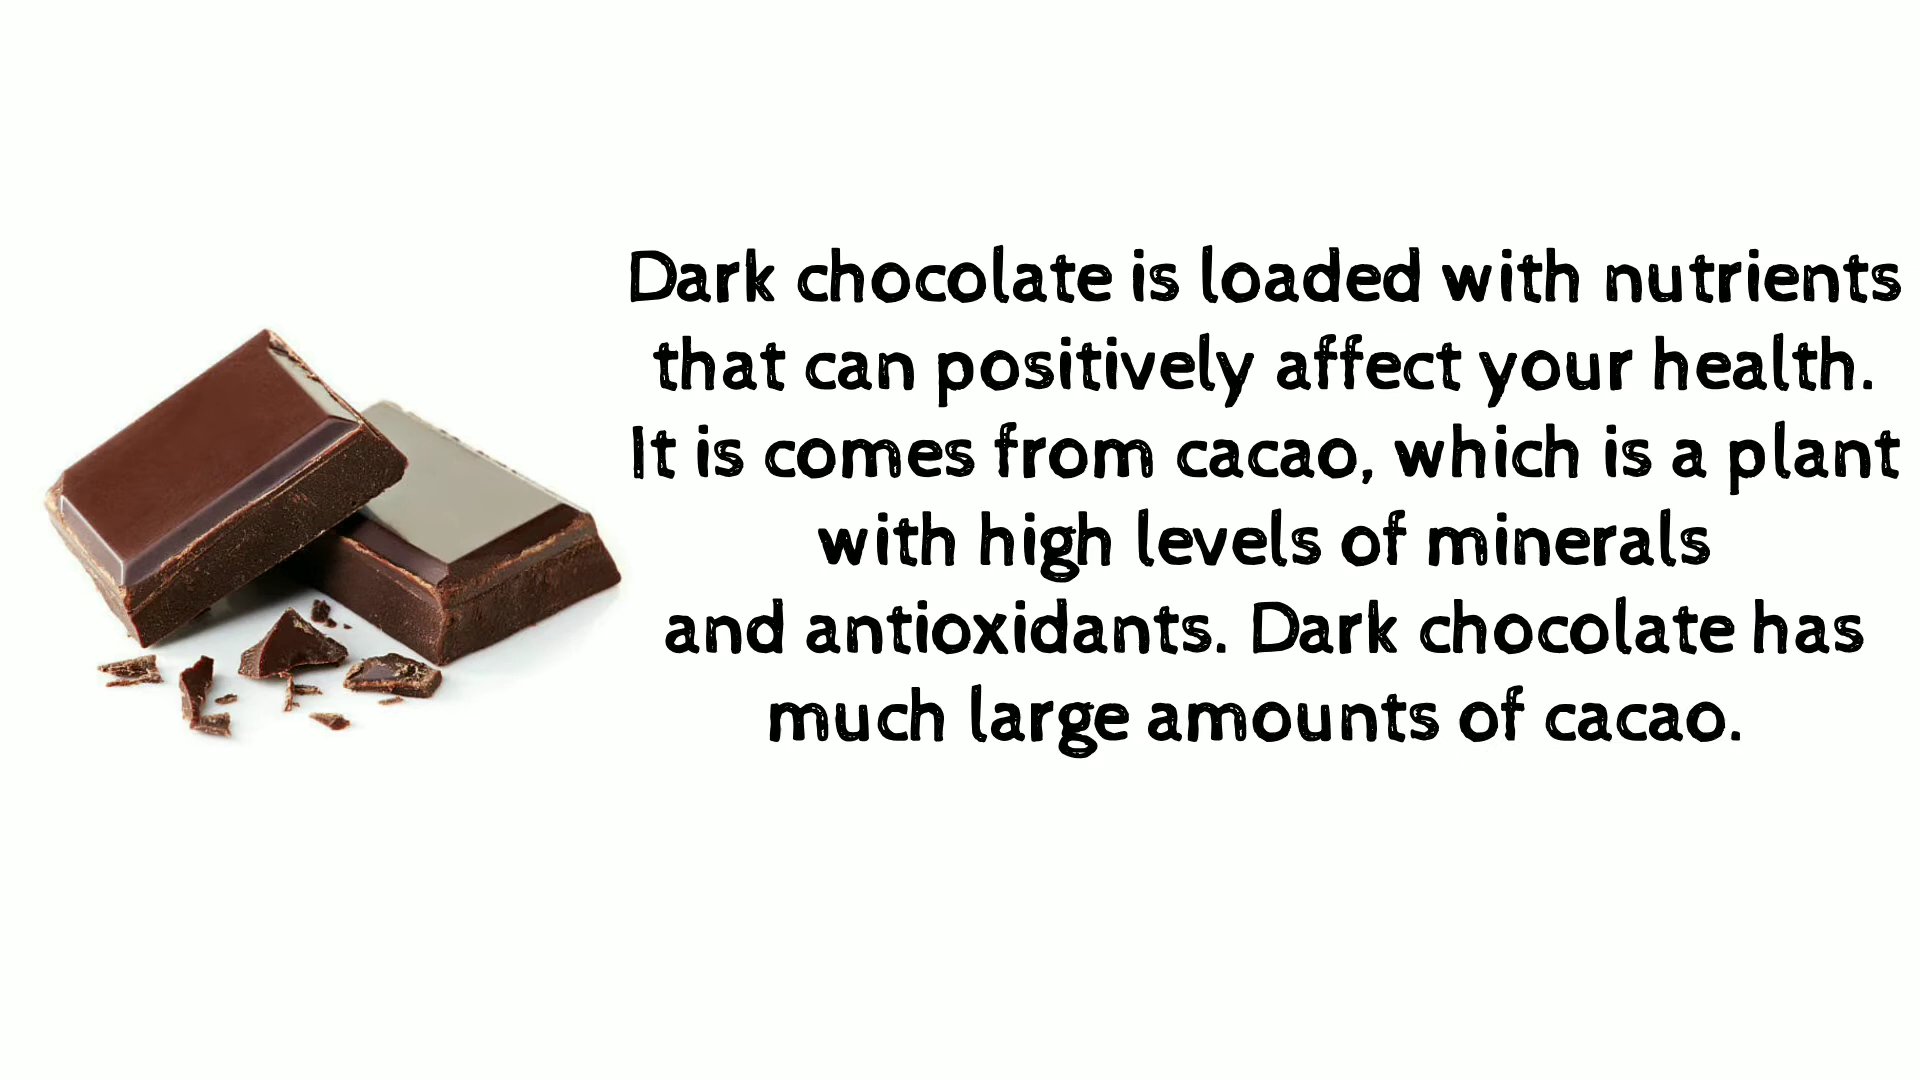 Dark chocolate is loaded with nutrients
that can positively affect your health.
It is comes from cacao, which is a plant
with high levels of minerals
and antioxidants. Dark chocolate has
much large amounts of cacao.